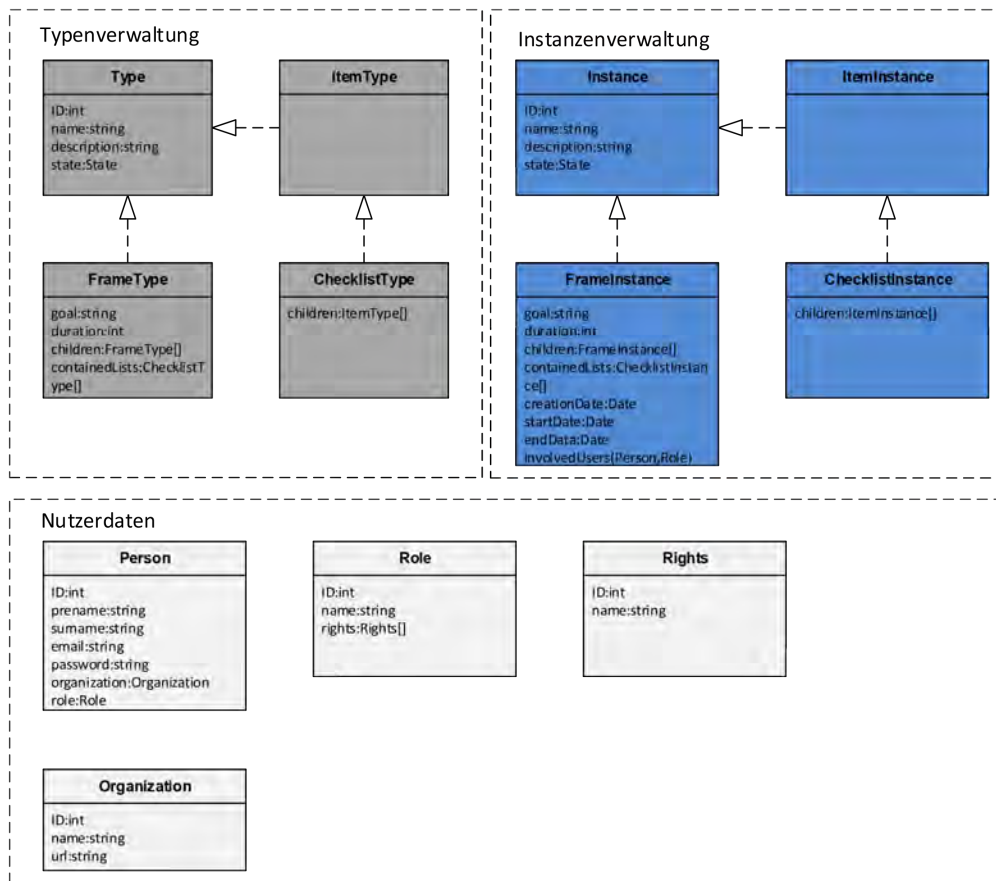 Typenverwaltung
Type
ID:int
name:string
description:string
state:State
ItemType
FrameType
goal:string
duration:int
children:FrameType[]
containedLists:ChecklistT
ype[]
ChecklistType
children:ItemType[]
Instanzenverwaltung
Instance
ID:int
name:string
description:string
state:State
ItemInstance
FrameInstance
goal:string
duration:int
children:FrameInstance[]
containedLists:ChecklistInstan
ce[]
creationDate:Date
startDate:Date
endData:Date
involvedUsers(Person,Role)
ChecklistInstance
children:ItemInstance[]
Nutzerdaten
Person
ID:int
prename:string
surname:string
email:string
password:string
organization:Organization
role:Role
Role
ID:int
name:string
rights:Rights[]
Rights
ID:int
name:string
Organization
ID:int
name:string
url:string